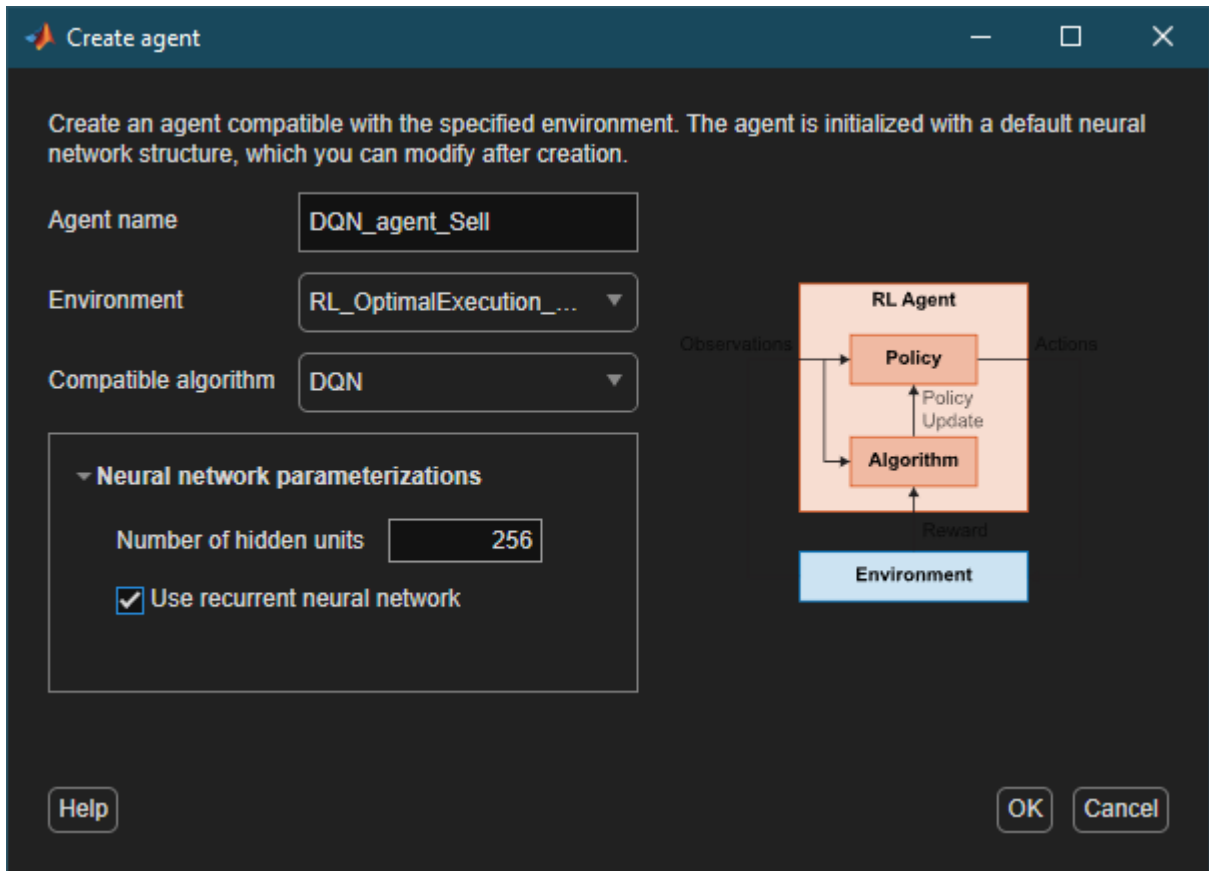 Create agent
Create an agent compatible with the specified environment. The agent is initialized with a default neural
network structure, which you can modify after creation.
Agent name
DQN_agent_Sell
Environment
RL_OptimalExecution_...
Compatible algorithm
DQN
Neural network parameterizations
Number of hidden units
256
Use recurrent neural network
RL Agent
Observations
Policy
Actions
Policy
Update
Algorithm
Reward
Environment
Help
OK
Cancel